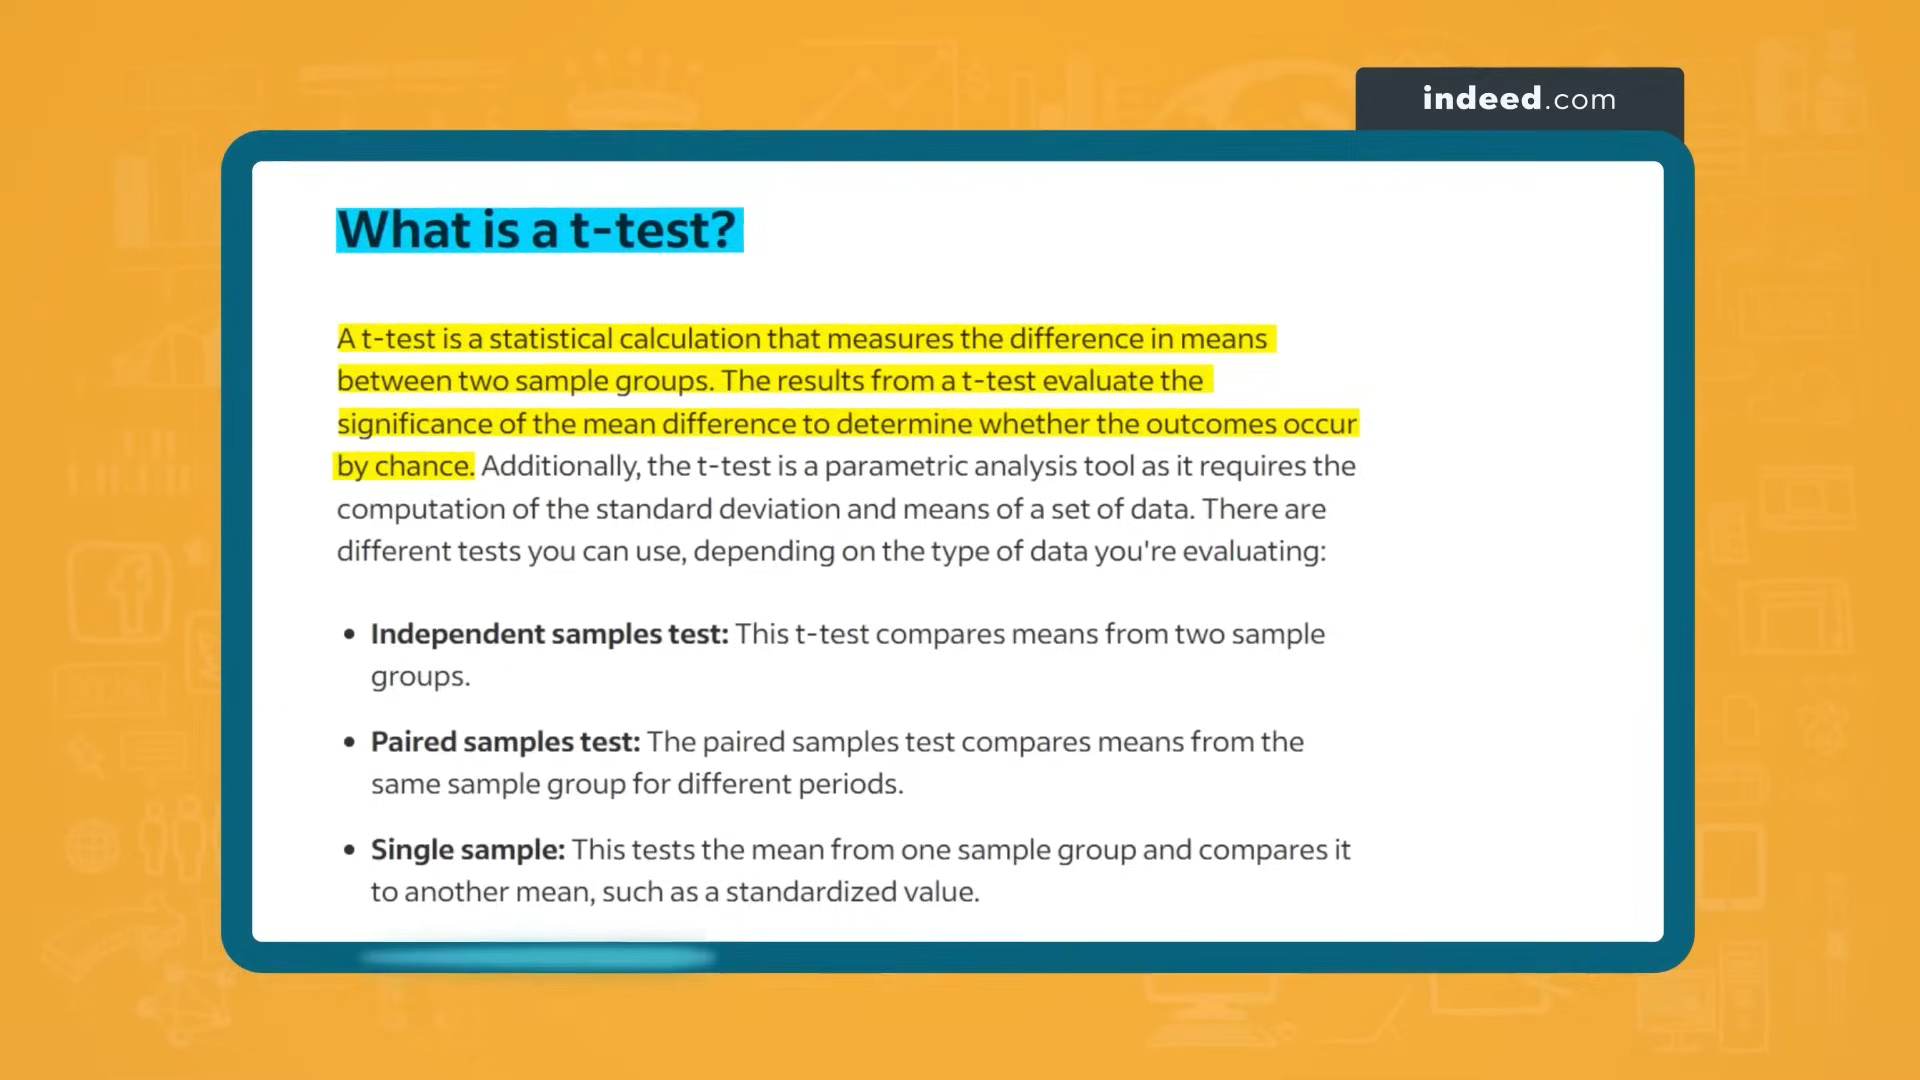 indeed.com
What is a t-test?
A t-test is a statistical calculation that measures the difference in means
between two sample groups. The results from a t-test evaluate the
significance of the mean difference to determine whether the outcomes occur
by chance. Additionally, the t-test is a parametric analysis tool as it requires the
computation of the standard deviation and means of a set of data. There are
different tests you can use, depending on the type of data you're evaluating:
• Independent samples test: This t-test compares means from two sample
groups.
• Paired samples test: The paired samples test compares means from the
same sample group for different periods.
• Single sample: This tests the mean from one sample group and compares it
to another mean, such as a standardized value.